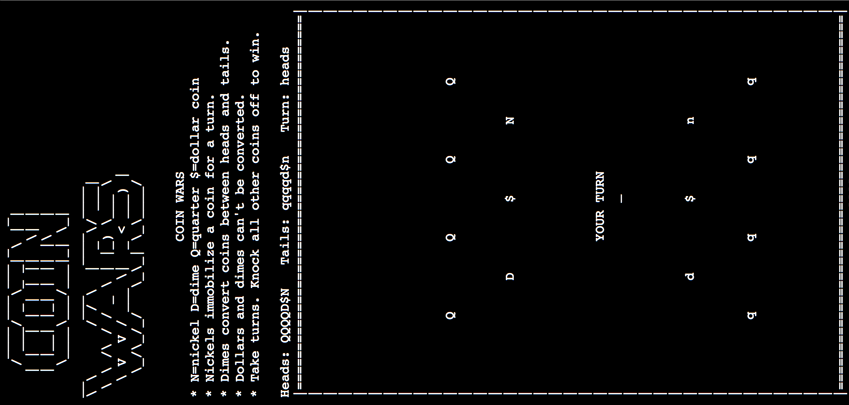 COIN
WARS
COIN WARS
* N=nickel D=dime Q=quarter $=dollar coin
* Nickels immobilize a coin for a turn.
* Dimes convert coins between heads and tails.
* Dollars and dimes can't be converted.
* Take turns. Knock all other coins off to win.
Heads: QQQQD$N Tails: qqqqd$n Turn: heads
Q Q Q Q
D $ N
YOUR TURN
_
d $ n
q q q q